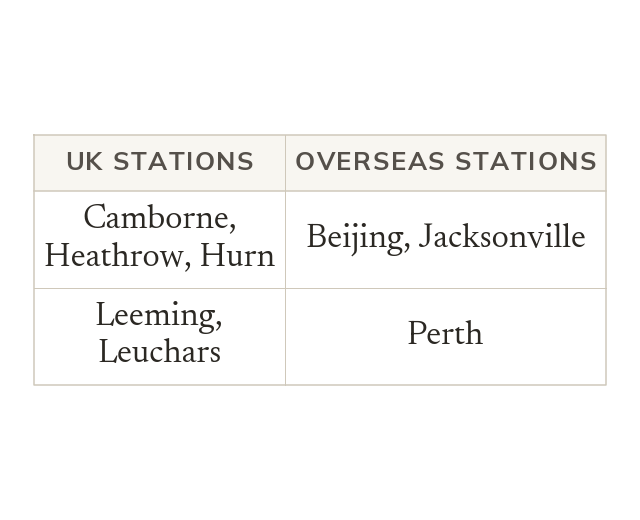 UK STATIONS
OVERSEAS STATIONS
Camborne,
Heathrow, Hurn
Beijing, Jacksonville
Leeming,
Leuchars
Perth